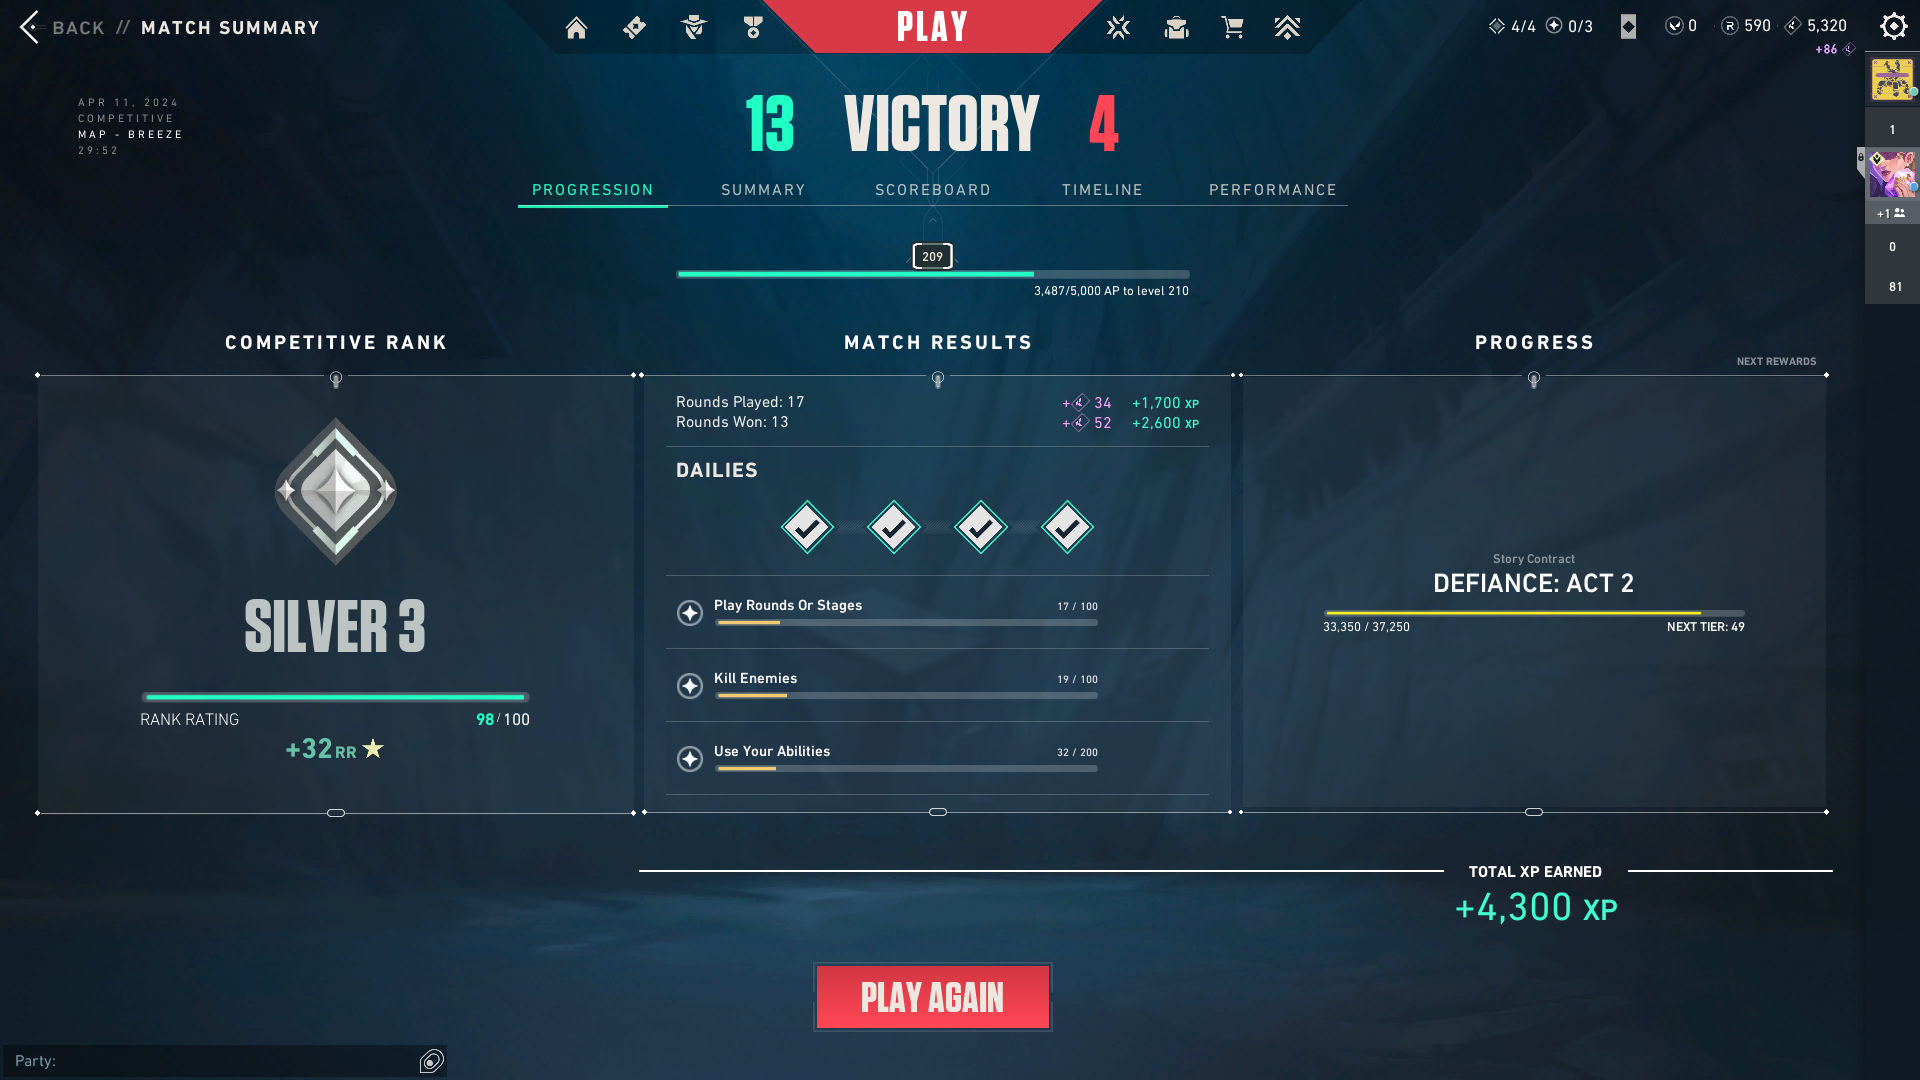 BACK // MATCH SUMMARY
PLAY
4/4 0/3 0 R 590 5,320
+86
APR 11, 2024
COMPETITIVE
MAP - BREEZE
29:52
13 VICTORY 4
PROGRESSION SUMMARY SCOREBOARD TIMELINE PERFORMANCE
1
+1
0
81
209
3,487/5,000 AP to level 210
COMPETITIVE RANK
SILVER 3
RANK RATING 98 / 100
+32 RR
MATCH RESULTS
Rounds Played: 17 + 34 +1,700 XP
Rounds Won: 13 + 52 +2,600 XP
DAILIES
Play Rounds Or Stages 17 / 100
Kill Enemies 19 / 100
Use Your Abilities 32 / 200
PROGRESS
NEXT REWARDS
Story Contract
DEFIANCE: ACT 2
33,350 / 37,250 NEXT TIER: 49
TOTAL XP EARNED
+4,300 XP
PLAY AGAIN
Party: